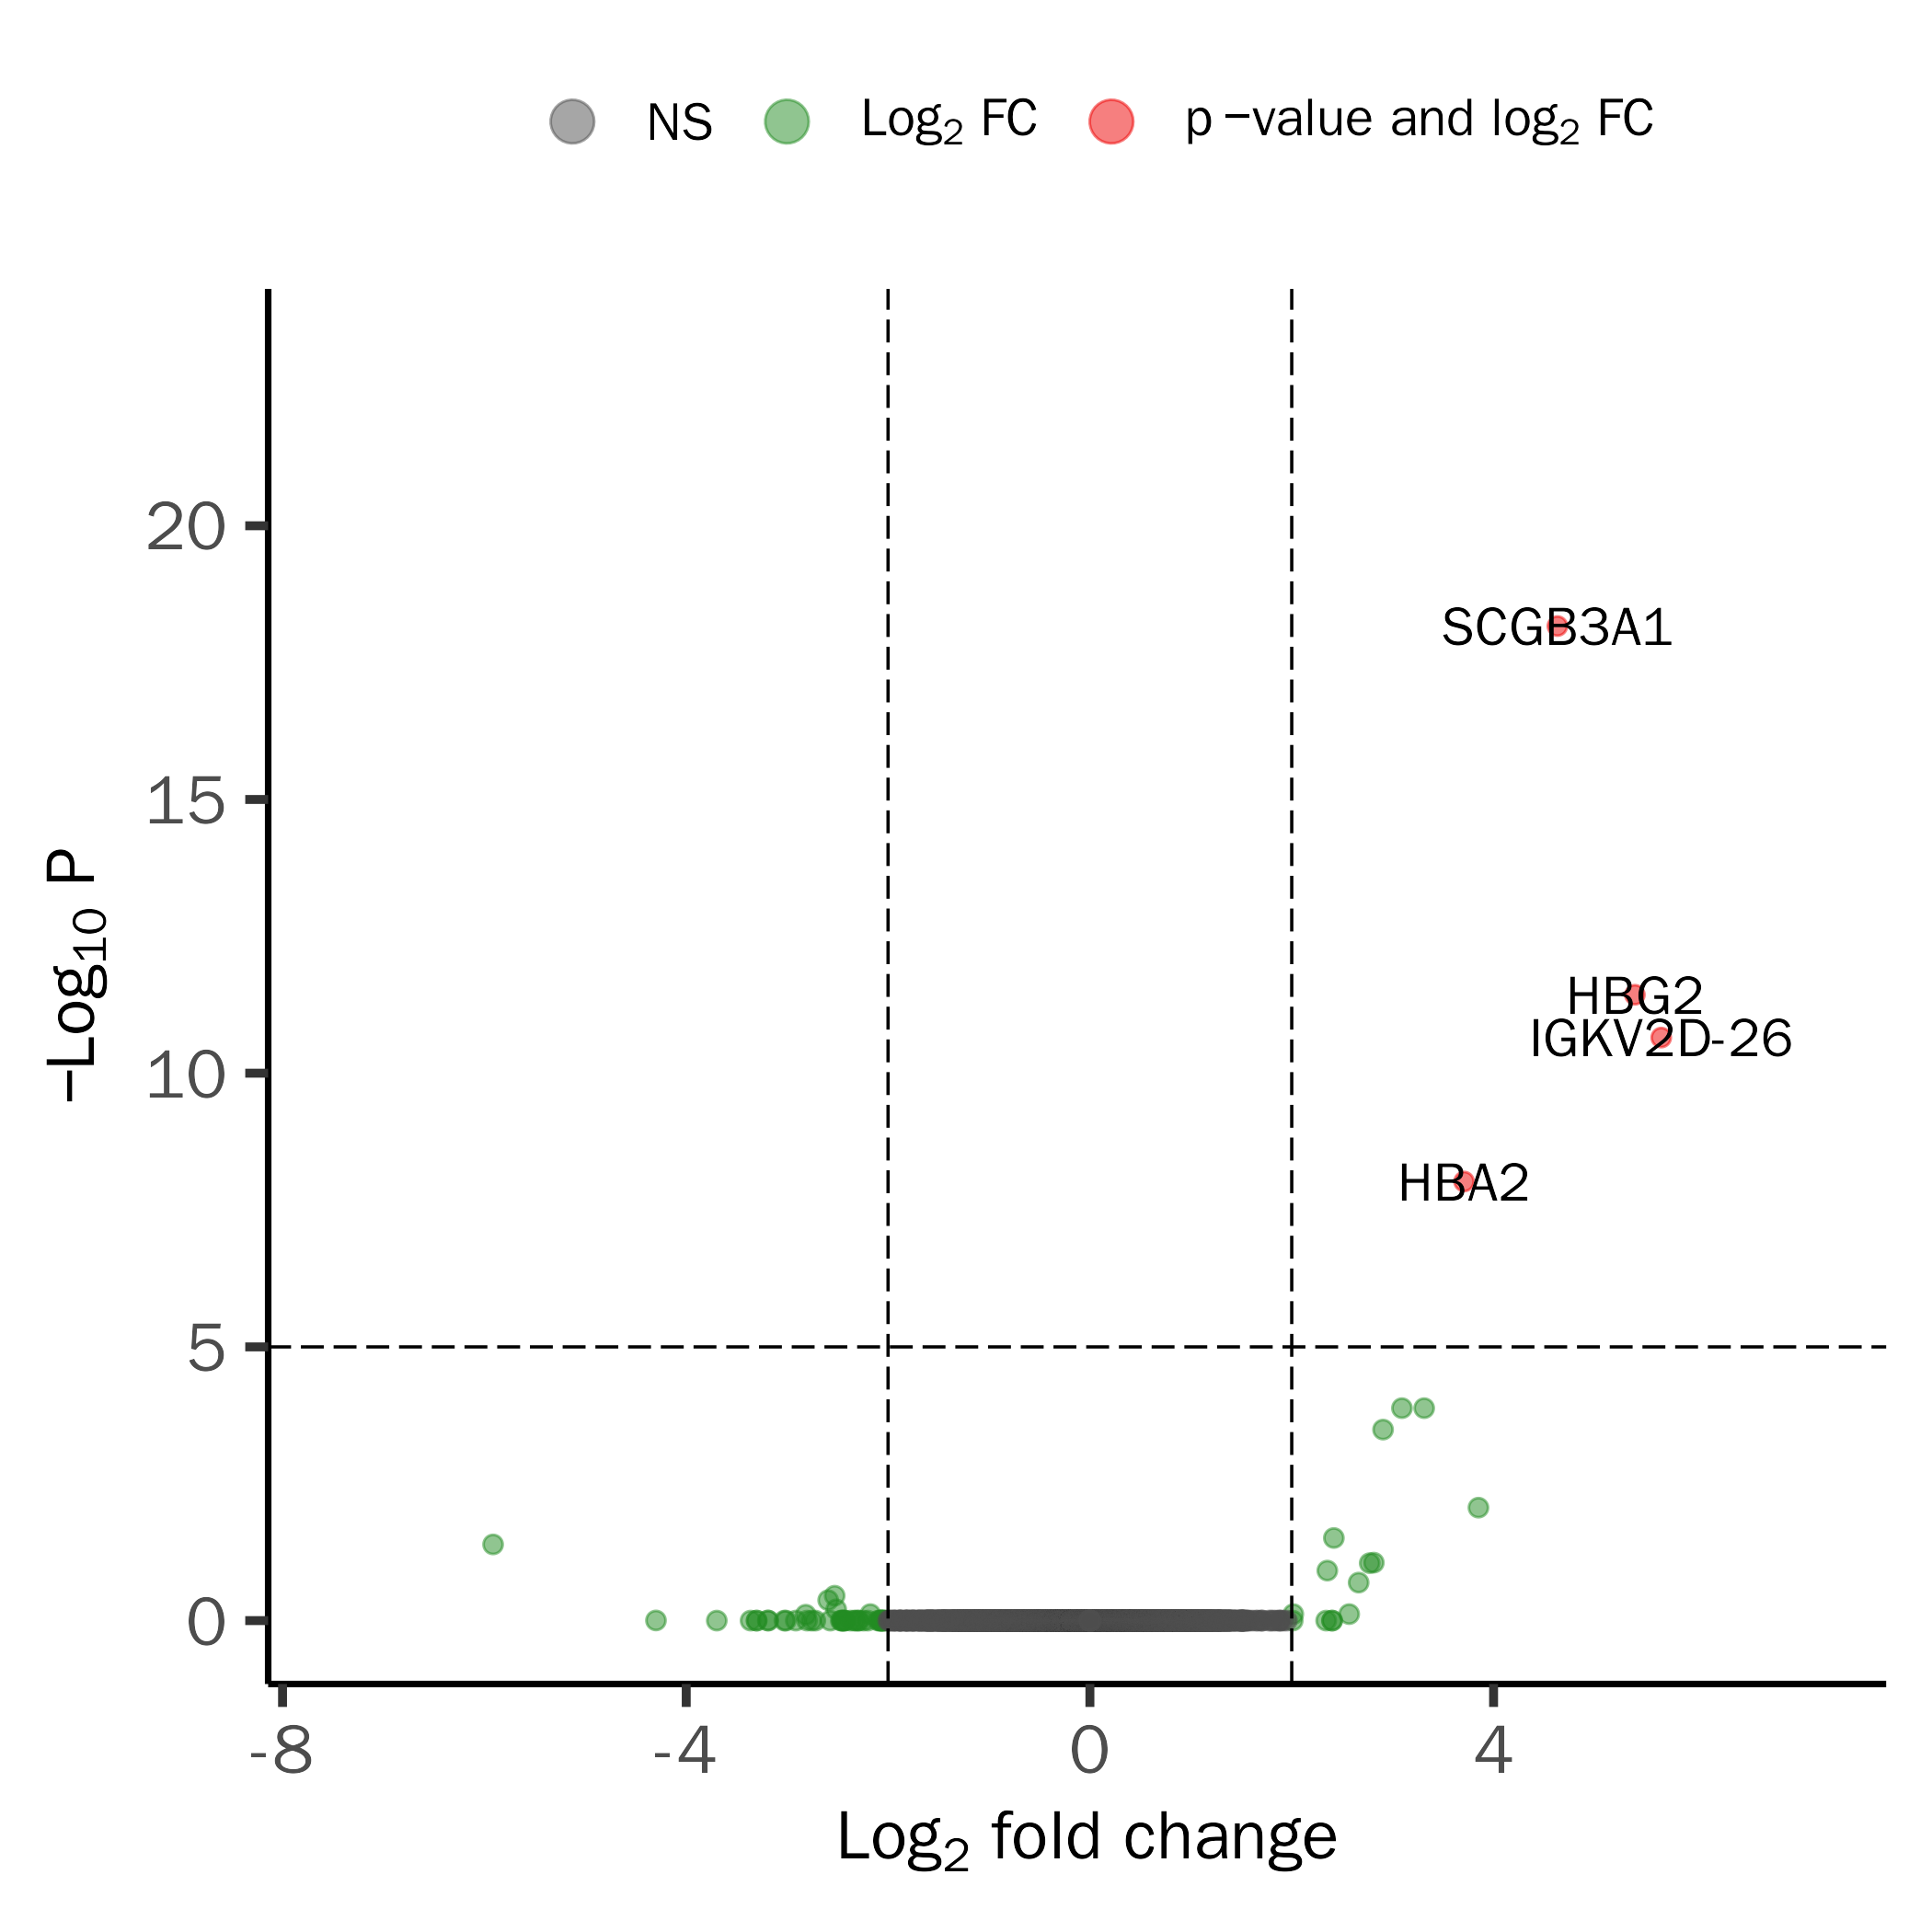 NS Log₂ FC p −value and log₂ FC
20
15
10
5
0
−Log₁₀ P
SCGB3A1
HBG2
IGKV2D-26
HBA2
-8 -4 0 4
Log₂ fold change